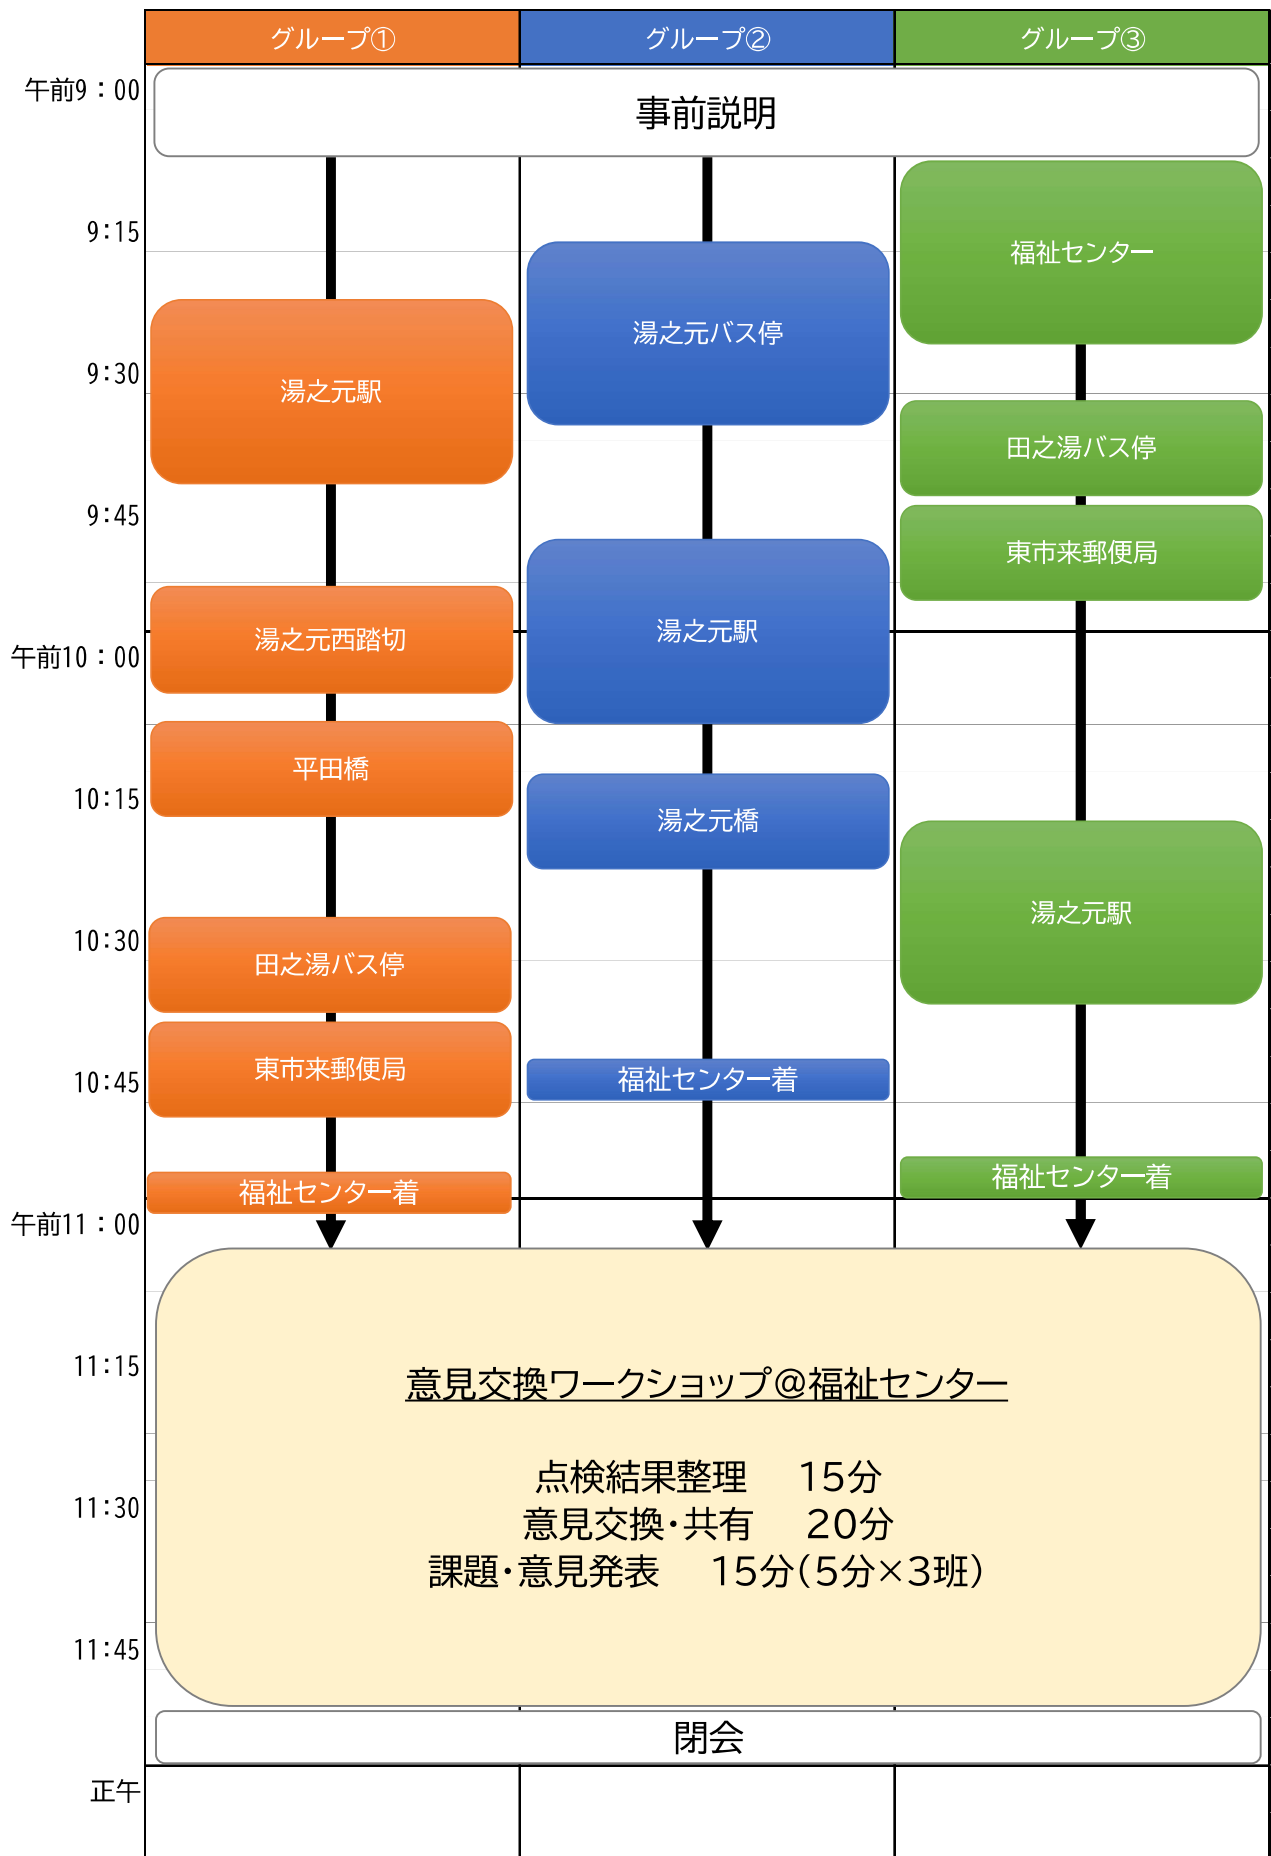 グループ①
グループ②
グループ③
午前9：00
事前説明
9:15
福祉センター
湯之元バス停
9:30
湯之元駅
田之湯バス停
9:45
東市来郵便局
湯之元西踏切
湯之元駅
午前10：00
平田橋
10:15
湯之元橋
湯之元駅
10:30
田之湯バス停
東市来郵便局
10:45
福祉センター着
福祉センター着
福祉センター着
午前11：00
11:15
意見交換ワークショップ@福祉センター
点検結果整理　15分
11:30
意見交換・共有　20分
課題・意見発表　15分(5分×3班)
11:45
閉会
正午